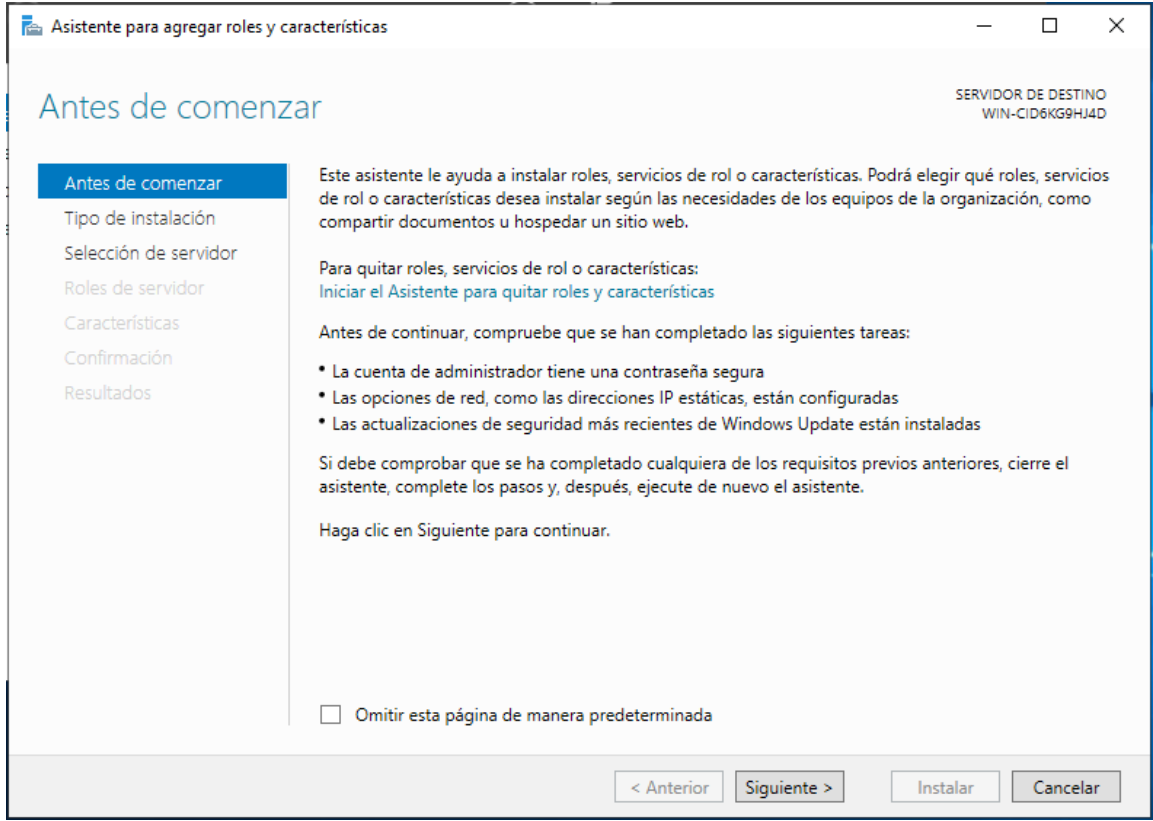 Asistente para agregar roles y características
Antes de comenzar
SERVIDOR DE DESTINO
WIN-CID6KG9HJ4D
Antes de comenzar
Tipo de instalación
Selección de servidor
Roles de servidor
Características
Confirmación
Resultados
Este asistente le ayuda a instalar roles, servicios de rol o características. Podrá elegir qué roles, servicios
de rol o características desea instalar según las necesidades de los equipos de la organización, como
compartir documentos u hospedar un sitio web.
Para quitar roles, servicios de rol o características:
Iniciar el Asistente para quitar roles y características
Antes de continuar, compruebe que se han completado las siguientes tareas:
• La cuenta de administrador tiene una contraseña segura
• Las opciones de red, como las direcciones IP estáticas, están configuradas
• Las actualizaciones de seguridad más recientes de Windows Update están instaladas
Si debe comprobar que se ha completado cualquiera de los requisitos previos anteriores, cierre el
asistente, complete los pasos y, después, ejecute de nuevo el asistente.
Haga clic en Siguiente para continuar.
Omitir esta página de manera predeterminada
< Anterior
Siguiente >
Instalar
Cancelar